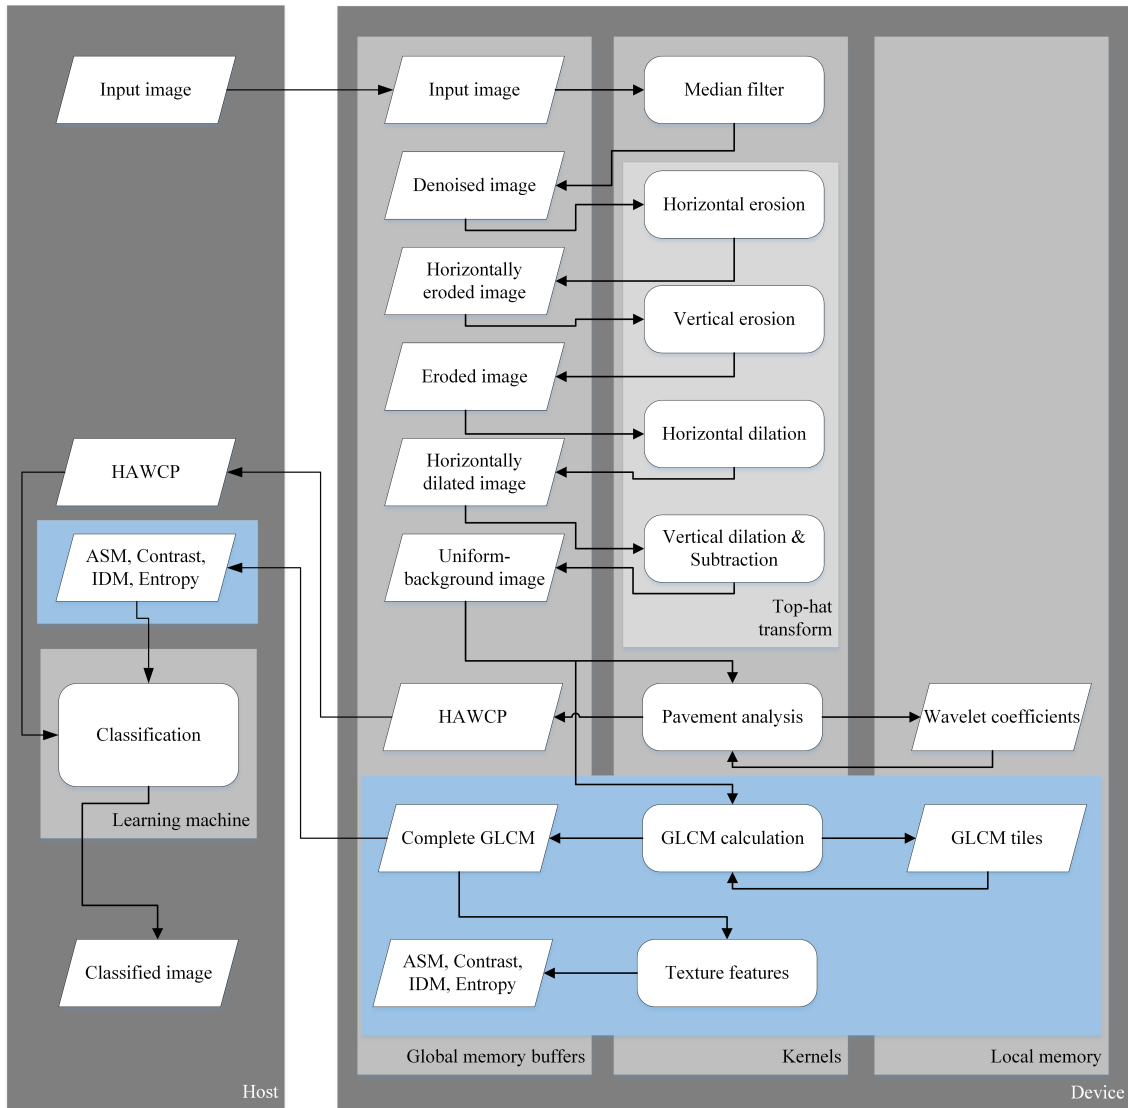 Input image
Input image
Median filter
Denoised image
Horizontal erosion
Horizontally
eroded image
Vertical erosion
Eroded image
Horizontal dilation
HAWCP
Horizontally
dilated image
ASM, Contrast,
IDM, Entropy
Uniform-
background image
Vertical dilation &
Subtraction
Top-hat
transform
Classification
Learning machine
HAWCP
Pavement analysis
Wavelet coefficients
Complete GLCM
GLCM calculation
GLCM tiles
Classified image
ASM, Contrast,
IDM, Entropy
Texture features
Global memory buffers
Kernels
Local memory
Host
Device